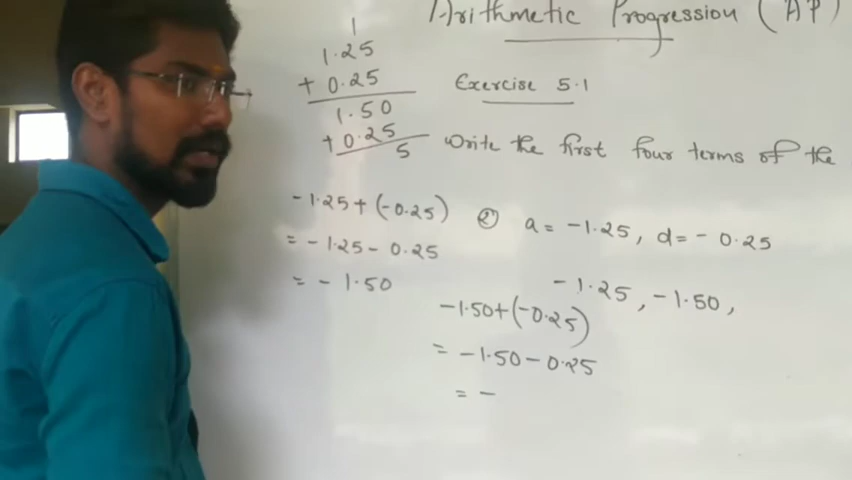 Arithmetic Progression (AP)
Exercise 5.1
Write the first four terms of the
1
1.25
+ 0.25
1.50
+ 0.25
5
-1.25+(-0.25)
= -1.25-0.25
= - 1.50
② a = -1.25, d = - 0.25
-1.25, -1.50,
-1.50+(-0.25)
= -1.50-0.25
= -